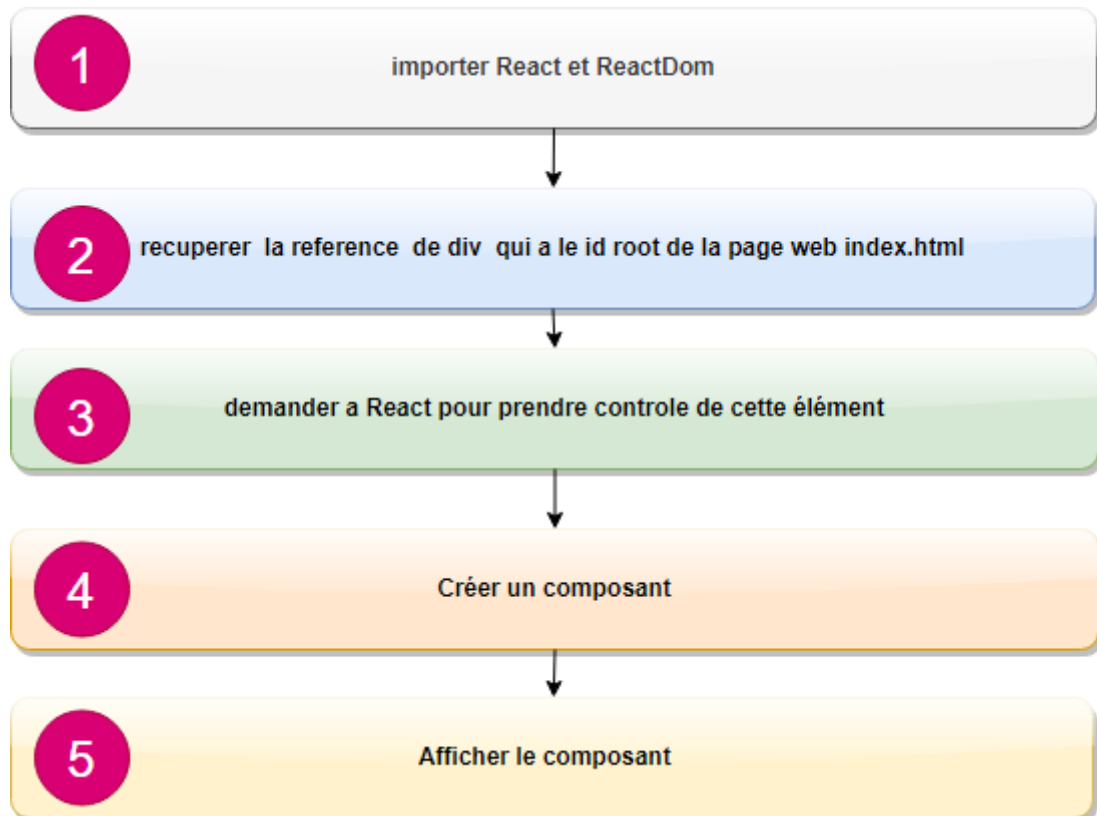 1
importer React et ReactDom
2
recuperer la reference de div qui a le id root de la page web index.html
3
demander a React pour prendre controle de cette élément
4
Créer un composant
5
Afficher le composant